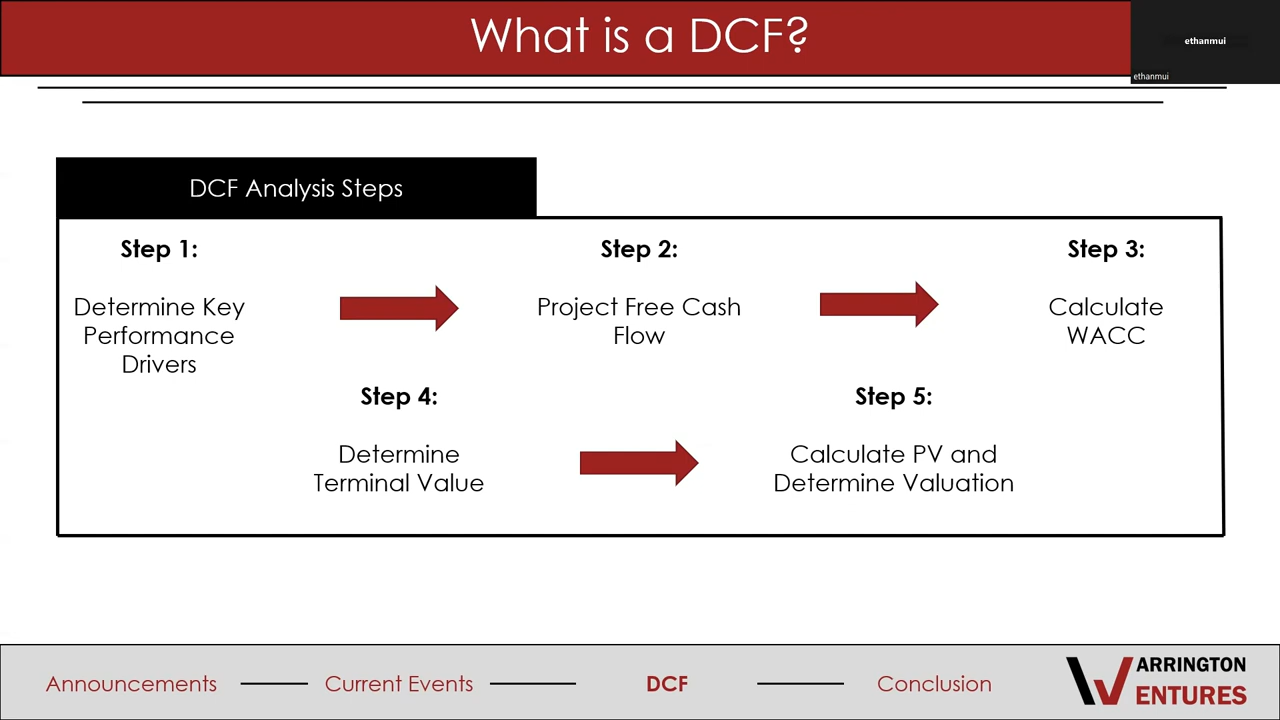 What is a DCF?
ethanmui
ethanmui
DCF Analysis Steps
Step 1:
Determine Key
Performance
Drivers
Step 2:
Project Free Cash
Flow
Step 3:
Calculate
WACC
Step 4:
Determine
Terminal Value
Step 5:
Calculate PV and
Determine Valuation
Announcements
Current Events
DCF
Conclusion
WARRINGTON
VENTURES